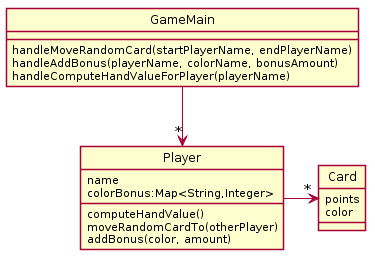 GameMain
handleMoveRandomCard(startPlayerName, endPlayerName)
handleAddBonus(playerName, colorName, bonusAmount)
handleComputeHandValueForPlayer(playerName)
*
Player
name
colorBonus:Map<String,Integer>
computeHandValue()
moveRandomCardTo(otherPlayer)
addBonus(color, amount)
*
Card
points
color